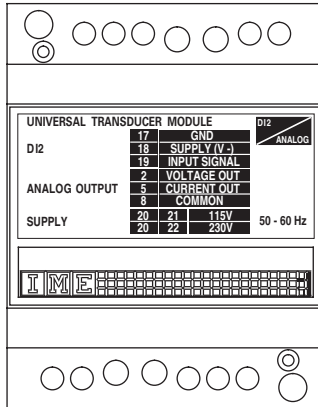 UNIVERSAL TRANSDUCER MODULE
DI2
ANALOG
17 GND
DI2 18 SUPPLY (V -)
19 INPUT SIGNAL
2 VOLTAGE OUT
ANALOG OUTPUT 5 CURRENT OUT
8 COMMON
SUPPLY 20 21 115V 50 - 60 Hz
20 22 230V
IME